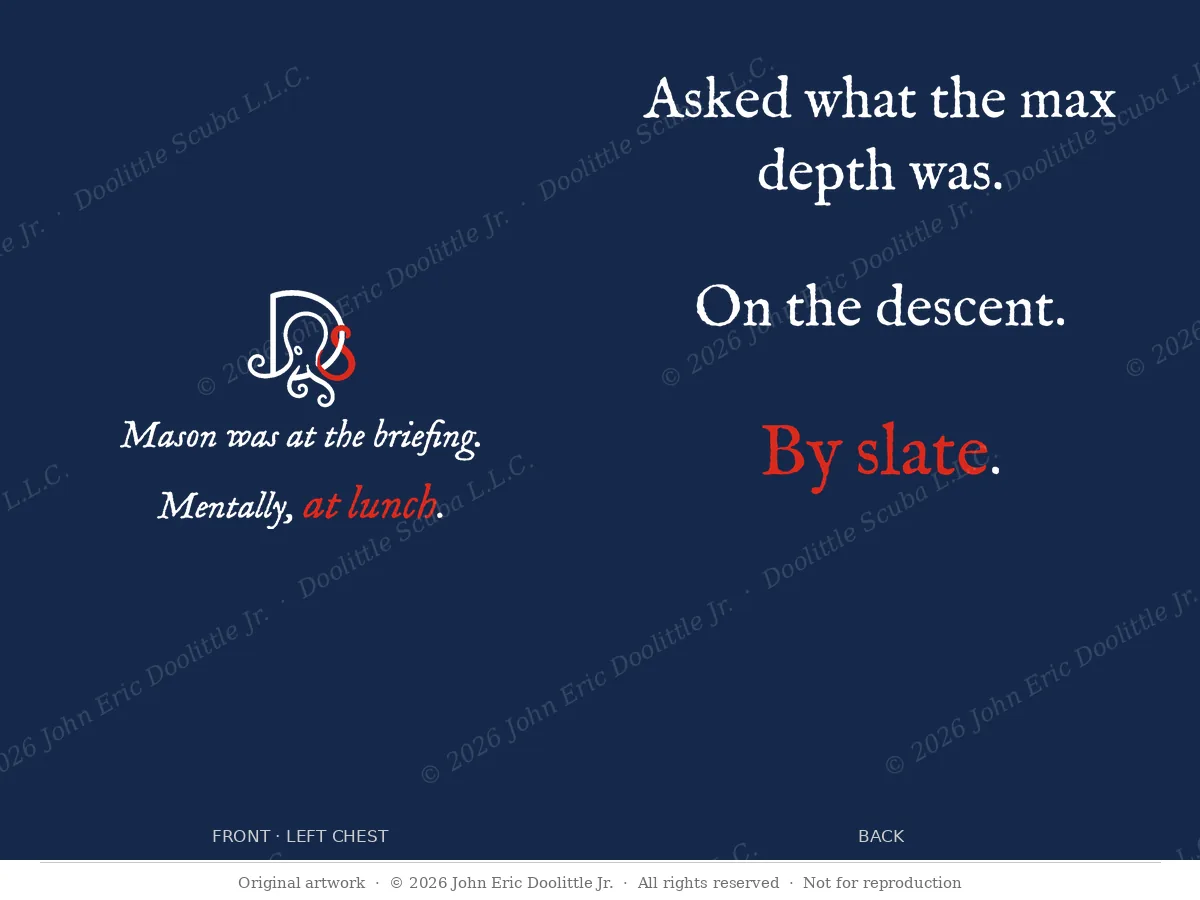 Mason was at the briefing.
Mentally, at lunch.
FRONT · LEFT CHEST
Asked what the max
depth was.
On the descent.
By slate.
BACK
© 2026 John Eric Doolittle Jr. · Doolittle Scuba L.L.C.
Original artwork · © 2026 John Eric Doolittle Jr. · All rights reserved · Not for reproduction